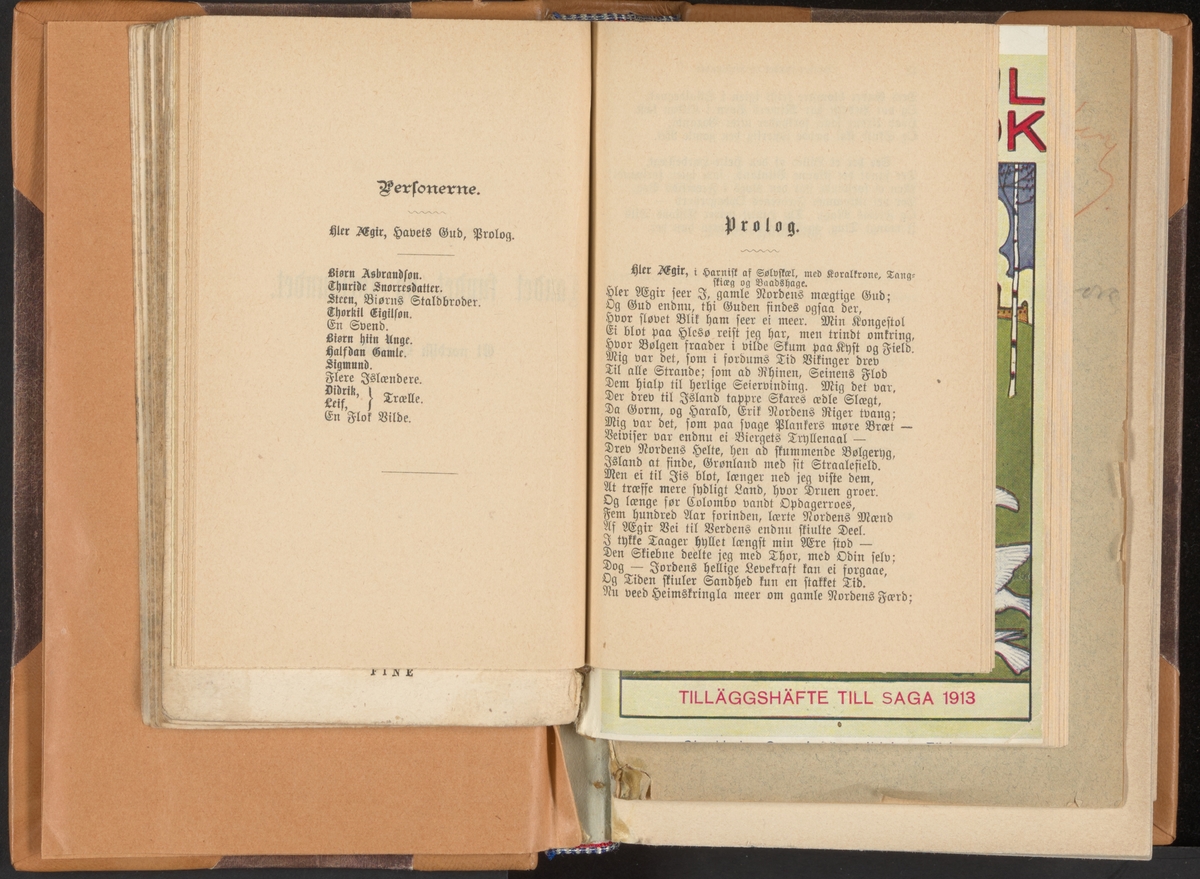 Personerne.
Hler Ægir, Havets Gud, Prolog.
Biørn Asbrandson.
Thuride Snorresdatter.
Steen, Biørns Staldbroder.
Thorkil Eigilson.
En Svend.
Biørn hiin Unge.
Halfdan Gamle.
Sigmund.
Flere Islændere.
Didrik, } Trælle.
Leif,
En Flok Vilde.
FINE
Prolog.
Hler Ægir, i Harnisk af Sølvskæl, med Koralkrone, Tang-
skiæg og Baadshage.
Hler Ægir seer I, gamle Nordens mægtige Gud;
Og Gud endnu, thi Guden findes ogsaa der,
Hvor sløvet Blik ham seer ei meer. Min Kongestol
Ei blot paa Hlesø reist jeg har, men trindt omkring,
Hvor Bølgen fraader i vilde Skum paa Kyst og Field.
Mig var det, som i fordums Tid Vikinger drev
Til alle Strande; som ad Rhinen, Seinens Flod
Dem hialp til herlige Seiervinding. Mig det var,
Der drev til Island tappre Skares ædle Slægt,
Da Gorm, og Harald, Erik Nordens Riger tvang;
Mig var det, som paa svage Plankers møre Bræt —
Veiviser var endnu ei Biergets Tryllenaal —
Drev Nordens Helte, hen ad skummende Bølgeryg,
Island at finde, Grønland med sit Straalefield.
Men ei til Iis blot, længer ned jeg viste dem,
At træffe mere sydligt Land, hvor Druen groer.
Og længe før Colombo vandt Opdagerroes,
Fem hundred Aar forinden, lærte Nordens Mænd
Af Ægir Vei til Verdens endnu skiulte Deel.
I tykke Taager hyllet længst min Ære stod —
Den Skiebne deelte jeg med Thor, med Odin selv;
Dog — Jordens hellige Levekraft kan ei forgaae,
Og Tiden skiuler Sandhed kun en stakket Tid.
Nu veed Heimskringla meer om gamle Nordens Færd;
L
K
TILLÄGGSHÄFTE TILL SAGA 1913